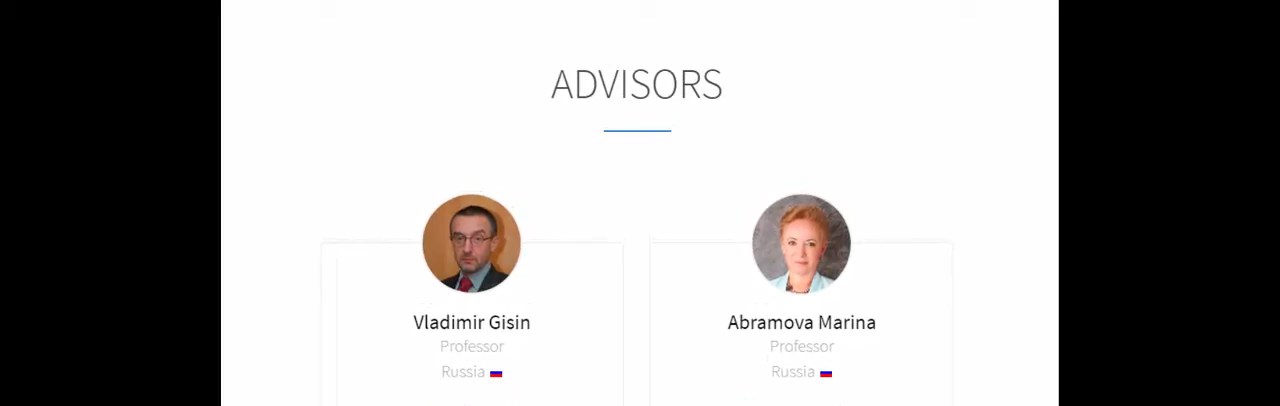 ADVISORS
Vladimir Gisin
Professor
Russia
Abramova Marina
Professor
Russia